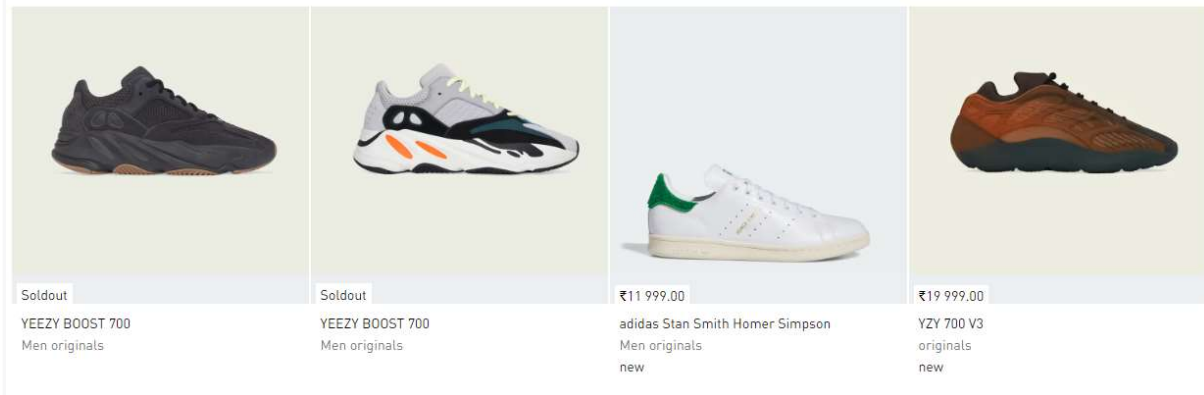 Soldout
YEEZY BOOST 700
Men originals
Soldout
YEEZY BOOST 700
Men originals
₹11 999.00
adidas Stan Smith Homer Simpson
Men originals
new
₹19 999.00
YZY 700 V3
originals
new